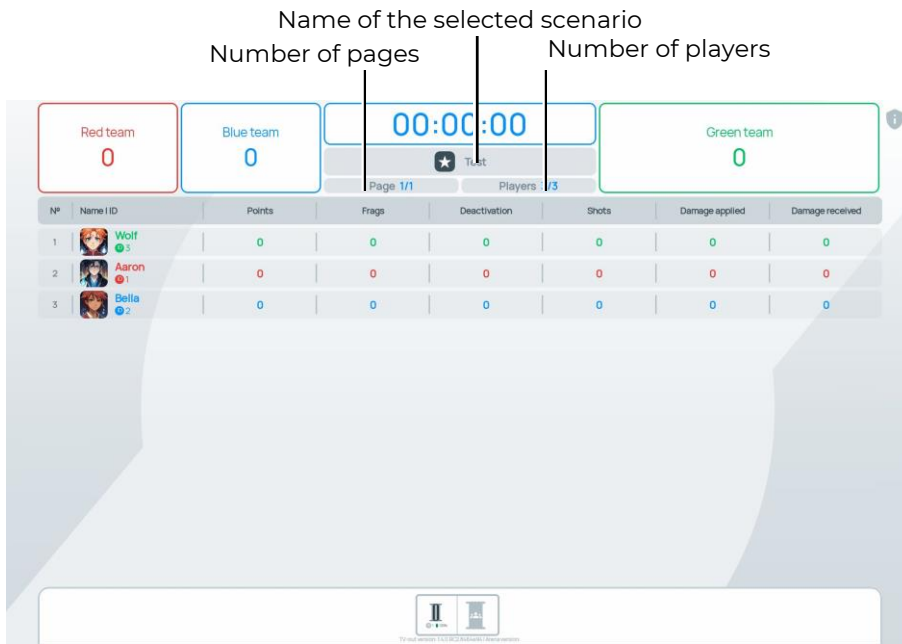 Name of the selected scenario
Number of pages
Number of players
Red team
0
Blue team
0
00:00:00
Test
Page 1/1
Players /3
Green team
0
Nº Name | ID Points Frags Deactivation Shots Damage applied Damage received
1 Wolf 3 0 0 0 0 0 0
2 Aaron 1 0 0 0 0 0 0
3 Bella 2 0 0 0 0 0 0